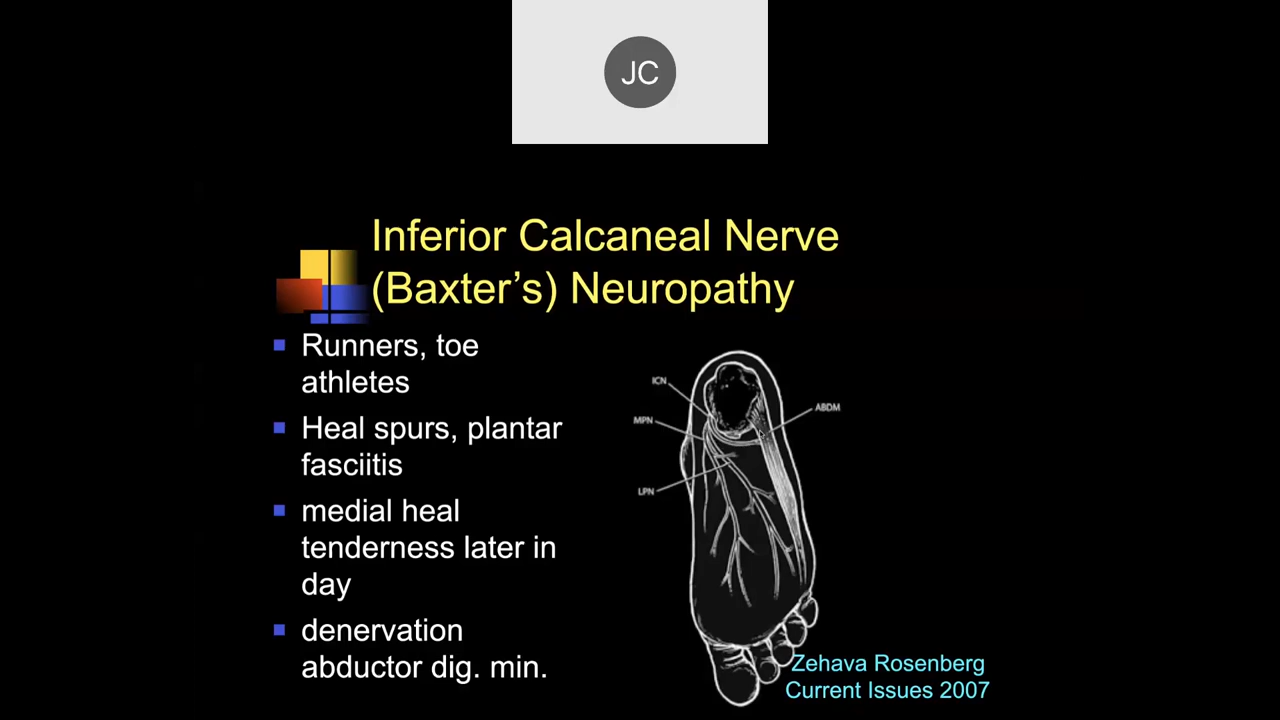 JC
Inferior Calcaneal Nerve
(Baxter's) Neuropathy
Runners, toe
athletes
Heal spurs, plantar
fasciitis
medial heal
tenderness later in
day
denervation
abductor dig. min.
ICN
MPN
ABDM
LPN
Zehava Rosenberg
Current Issues 2007